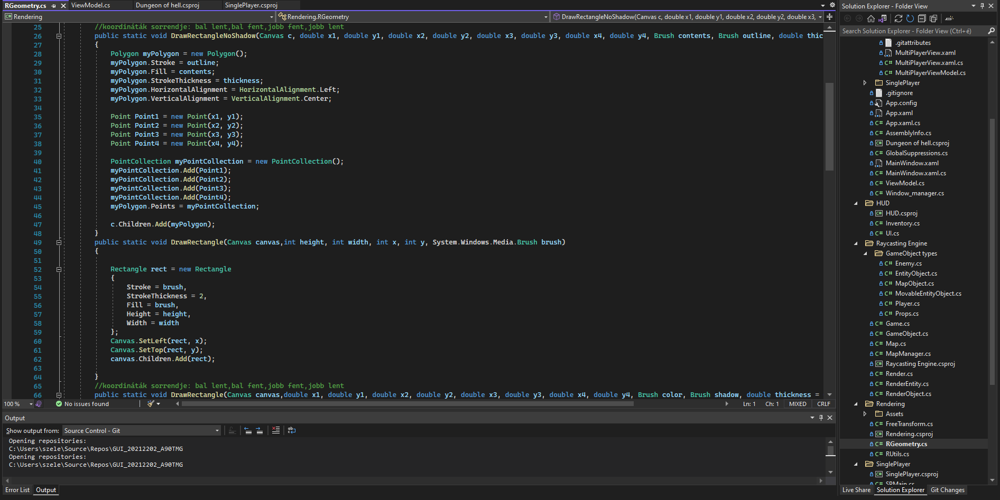 RGeometry.cs
ViewModel.cs
Dungeon of hell.csproj
SinglePlayer.csproj
Rendering
Rendering.RGeometry
DrawRectangleNoShadow(Canvas c, double x1, double y1, double x2, double y2, double x3,
25 //koordináták sorrendje: bal lent,bal fent,jobb fent,jobb lent
26 public static void DrawRectangleNoShadow(Canvas c, double x1, double y1, double x2, double y2, double x3, double y3, double x4, double y4, Brush contents, Brush outline, double thic
27 {
28 Polygon myPolygon = new Polygon();
29 myPolygon.Stroke = outline;
30 myPolygon.Fill = contents;
31 myPolygon.StrokeThickness = thickness;
32 myPolygon.HorizontalAlignment = HorizontalAlignment.Left;
33 myPolygon.VerticalAlignment = VerticalAlignment.Center;
34
35 Point Point1 = new Point(x1, y1);
36 Point Point2 = new Point(x2, y2);
37 Point Point3 = new Point(x3, y3);
38 Point Point4 = new Point(x4, y4);
39
40 PointCollection myPointCollection = new PointCollection();
41 myPointCollection.Add(Point1);
42 myPointCollection.Add(Point2);
43 myPointCollection.Add(Point3);
44 myPointCollection.Add(Point4);
45 myPolygon.Points = myPointCollection;
46
47 c.Children.Add(myPolygon);
48 }
49 public static void DrawRectangle(Canvas canvas,int height, int width, int x, int y, System.Windows.Media.Brush brush)
50 {
51
52 Rectangle rect = new Rectangle
53 {
54 Stroke = brush,
55 StrokeThickness = 2,
56 Fill = brush,
57 Height = height,
58 Width = width
59 };
60 Canvas.SetLeft(rect, x);
61 Canvas.SetTop(rect, y);
62 canvas.Children.Add(rect);
63
64 }
65 //koordináták sorrendje: bal lent,bal fent,jobb fent,jobb lent
66 public static void DrawRectangle(Canvas canvas,double x1, double y1, double x2, double y2, double x3, double y3, double x4, double y4, Brush color, Brush shadow, double thickness =
100 %
No issues found
Ln: 1
Ch: 1
MIXED
CRLF
Output
Show output from:
Source Control - Git
Opening repositories:
C:\Users\szele\Source\Repos\GUI_20212202_A90TMG
Opening repositories:
C:\Users\szele\Source\Repos\GUI_20212202_A90TMG
Error List
Output
Solution Explorer - Folder View
Search Solution Explorer - Folder View (Ctrl+é)
.gitattributes
MultiPlayerView.xaml
C# MultiPlayerView.xaml.cs
C# MultiPlayerViewModel.cs
SinglePlayer
.gitignore
App.config
App.xaml
C# App.xaml.cs
C# AssemblyInfo.cs
C# Dungeon of hell.csproj
C# GlobalSuppressions.cs
MainWindow.xaml
C# MainWindow.xaml.cs
C# ViewModel.cs
C# Window_manager.cs
HUD
C# HUD.csproj
C# Inventory.cs
C# UI.cs
Raycasting Engine
GameObject types
C# Enemy.cs
C# EntityObject.cs
C# MapObject.cs
C# MovableEntityObject.cs
C# Player.cs
C# Props.cs
C# Game.cs
C# GameObject.cs
C# Map.cs
C# MapManager.cs
C# Raycasting Engine.csproj
C# Render.cs
C# RenderEntity.cs
C# RenderObject.cs
Rendering
Assets
C# FreeTransform.cs
C# Rendering.csproj
C# RGeometry.cs
C# RUtils.cs
SinglePlayer
C# SinglePlayer.csproj
C# SPMain.cs
Live Share
Solution Explorer
Git Changes